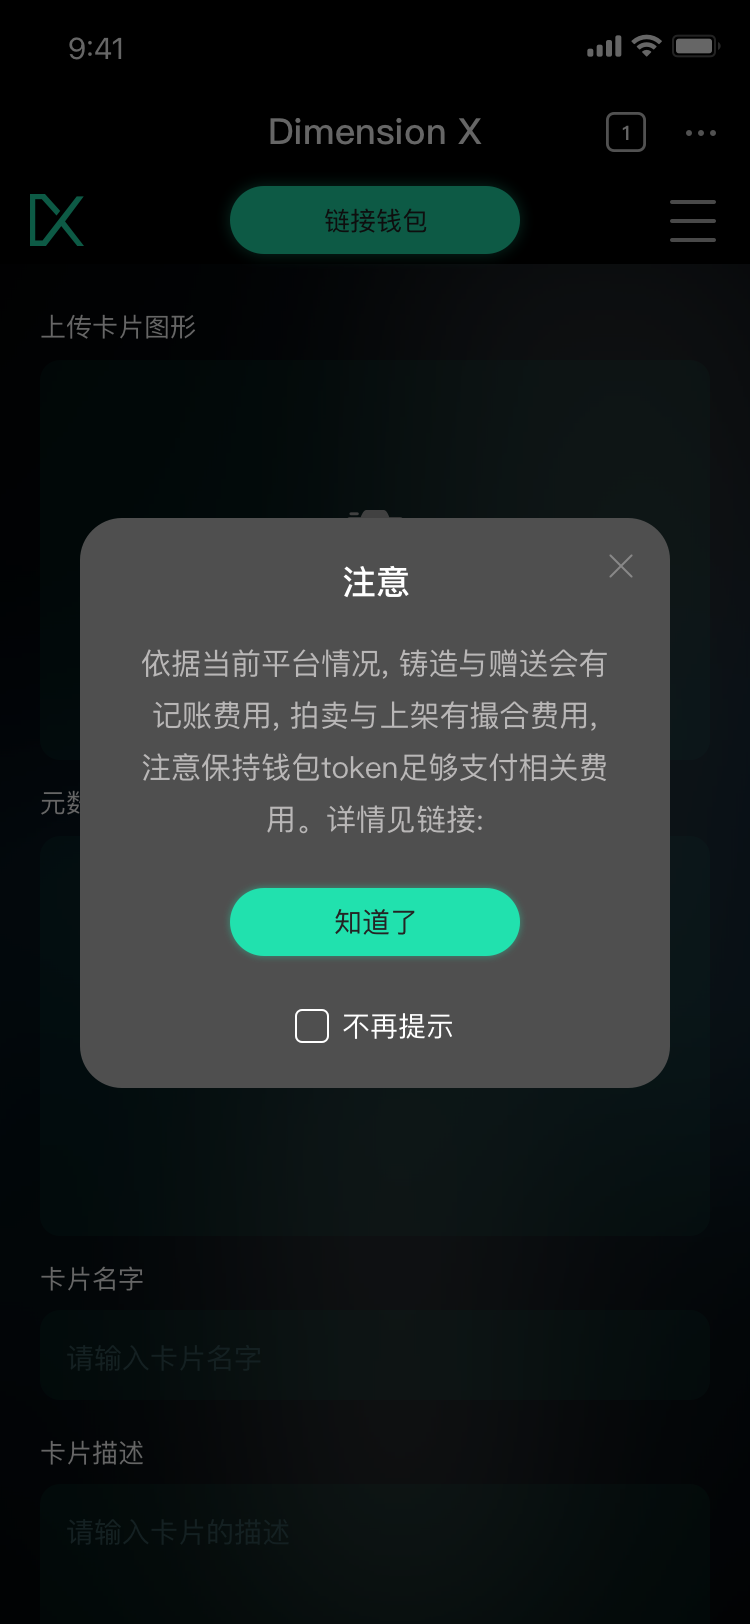 9:41
Dimension X
1
链接钱包
上传卡片图形
注意
依据当前平台情况, 铸造与赠送会有
记账费用, 拍卖与上架有撮合费用,
注意保持钱包token足够支付相关费
用。详情见链接:
元数
知道了
不再提示
卡片名字
请输入卡片名字
卡片描述
请输入卡片的描述